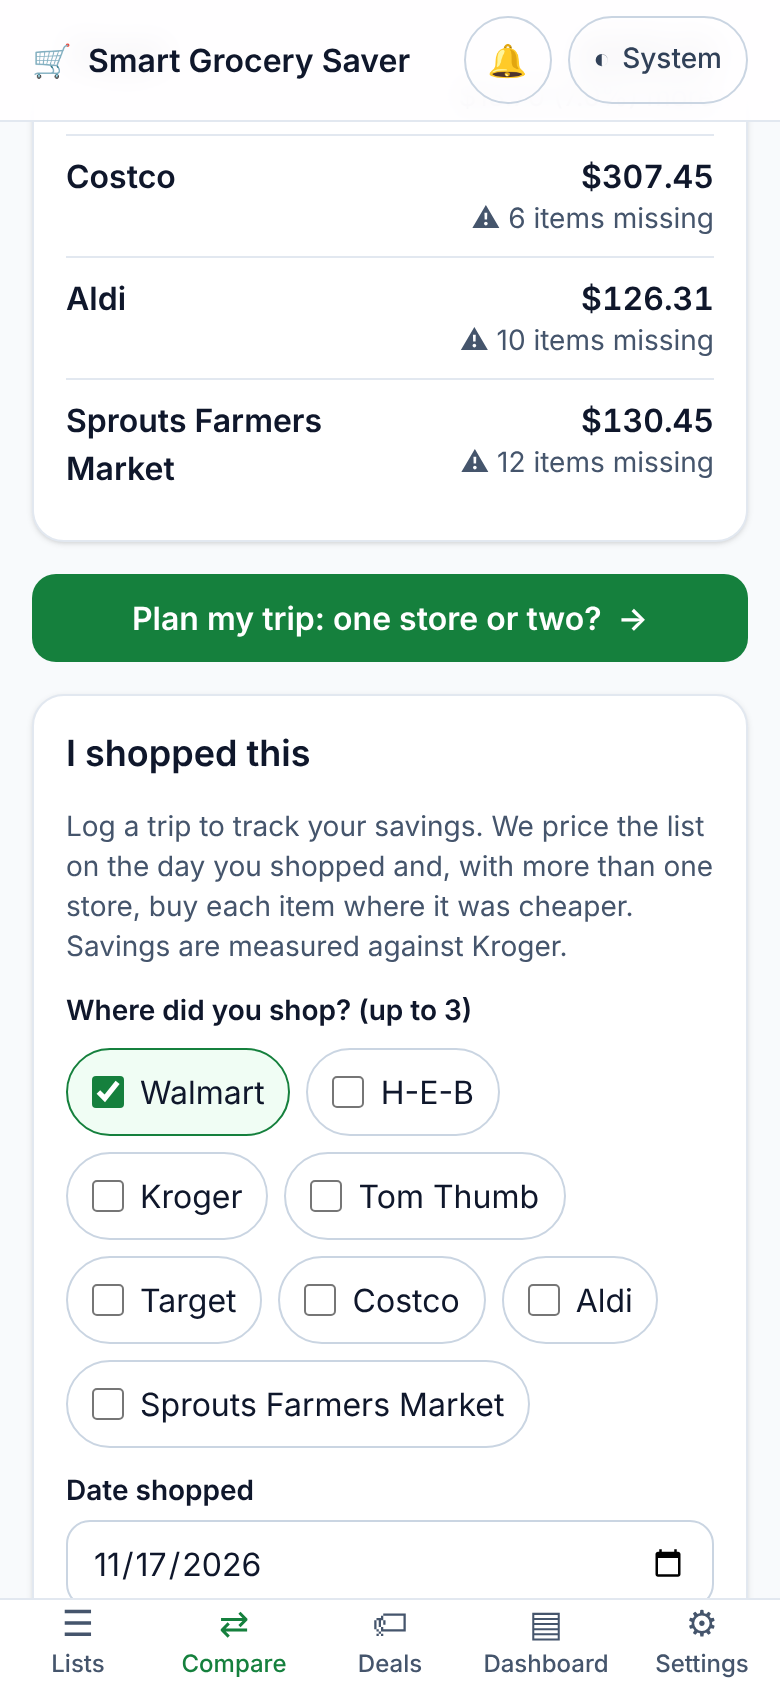 Smart Grocery Saver
System
Costco
$307.45
6 items missing
Aldi
$126.31
10 items missing
Sprouts Farmers
Market
$130.45
12 items missing
Plan my trip: one store or two? →
I shopped this
Log a trip to track your savings. We price the list
on the day you shopped and, with more than one
store, buy each item where it was cheaper.
Savings are measured against Kroger.
Where did you shop? (up to 3)
Walmart
H-E-B
Kroger
Tom Thumb
Target
Costco
Aldi
Sprouts Farmers Market
Date shopped
11/17/2026
Lists
Compare
Deals
Dashboard
Settings